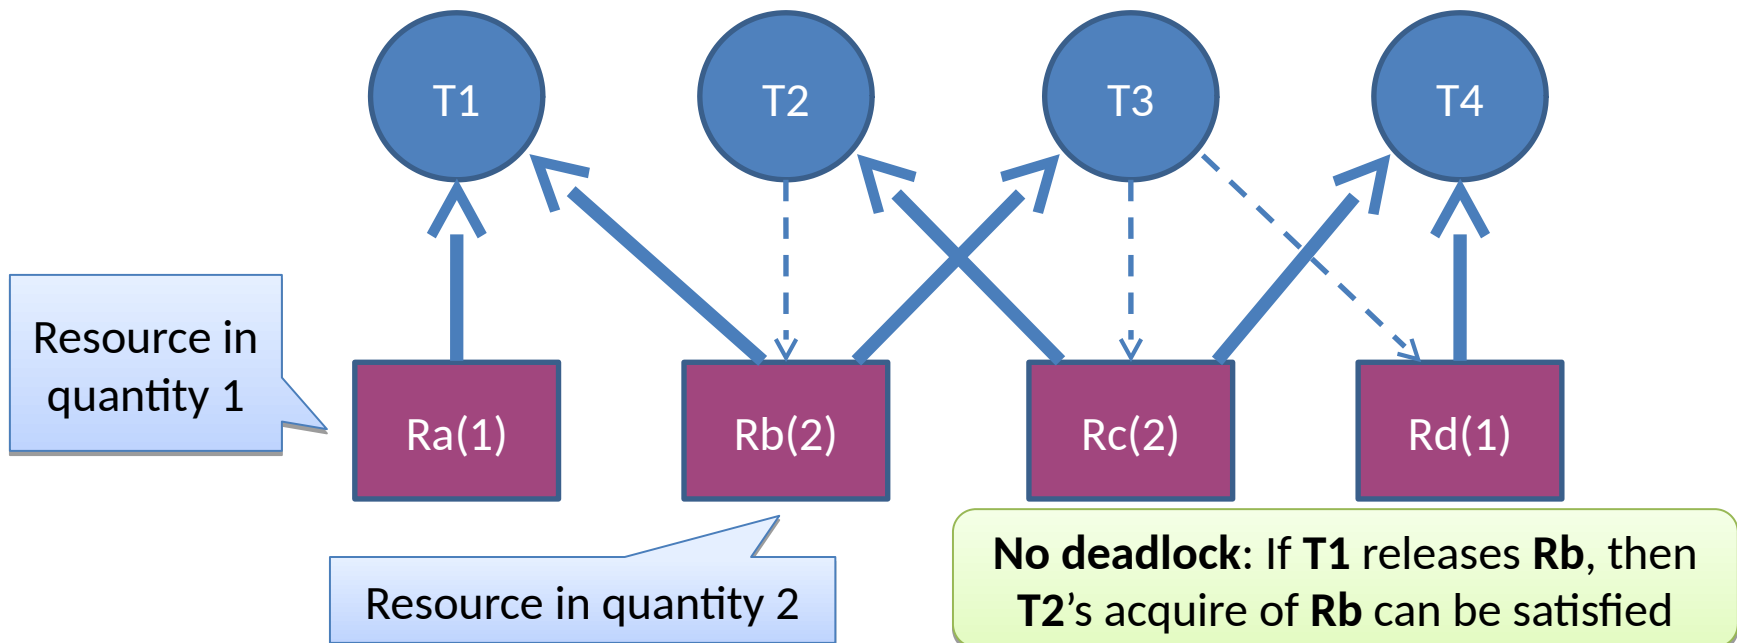 T1
T2
T3
T4
Resource in
quantity 1
Ra(1)
Rb(2)
Rc(2)
Rd(1)
Resource in quantity 2
No deadlock: If T1 releases Rb, then
T2’s acquire of Rb can be satisfied